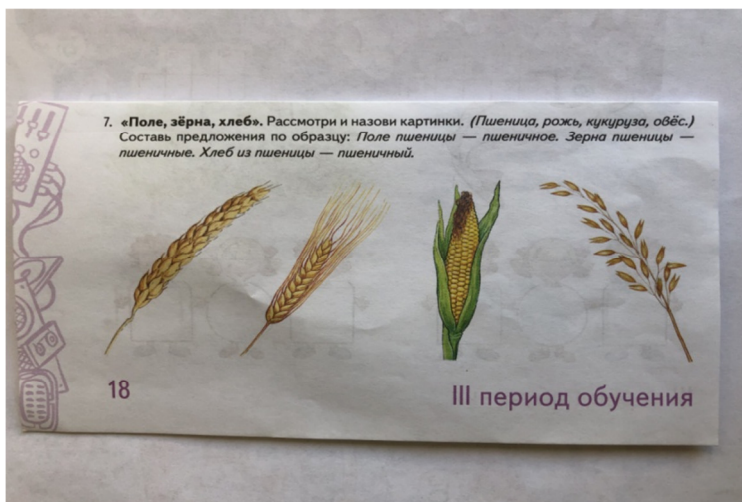 7. «Поле, зёрна, хлеб». Рассмотри и назови картинки. (Пшеница, рожь, кукуруза, овёс.)
Составь предложения по образцу: Поле пшеницы — пшеничное. Зерна пшеницы —
пшеничные. Хлеб из пшеницы — пшеничный.
18
III период обучения